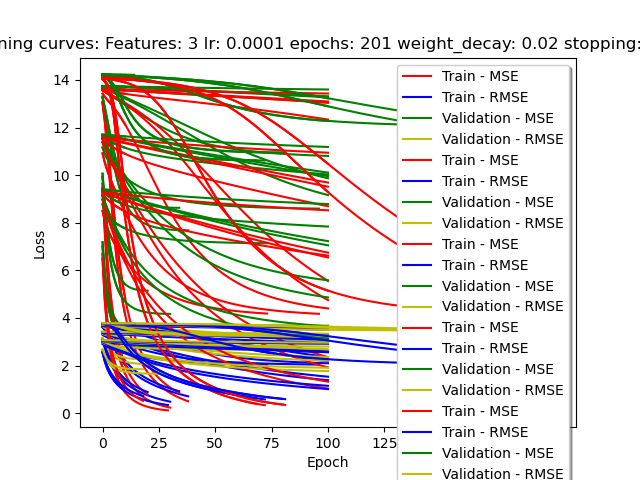 ning curves: Features: 3 lr: 0.0001 epochs: 201 weight_decay: 0.02 stopping:
Train - MSE
Train - RMSE
Validation - MSE
Validation - RMSE
Train - MSE
Train - RMSE
Validation - MSE
Validation - RMSE
Train - MSE
Train - RMSE
Validation - MSE
Validation - RMSE
Train - MSE
Train - RMSE
Validation - MSE
Validation - RMSE
Train - MSE
Train - RMSE
Validation - MSE
Validation - RMSE
14
12
10
8
6
4
2
0
Loss
0 25 50 75 100 125
Epoch